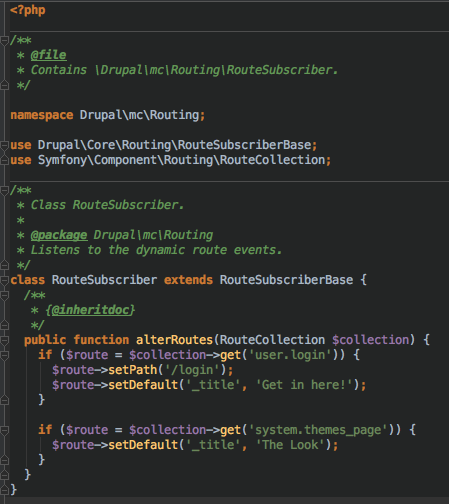 <?php
/**
 * @file
 * Contains \Drupal\mc\Routing\RouteSubscriber.
 */
namespace Drupal\mc\Routing;
use Drupal\Core\Routing\RouteSubscriberBase;
use Symfony\Component\Routing\RouteCollection;
/**
 * Class RouteSubscriber.
 *
 * @package Drupal\mc\Routing
 * Listens to the dynamic route events.
 */
class RouteSubscriber extends RouteSubscriberBase {
  /**
   * {@inheritdoc}
   */
  public function alterRoutes(RouteCollection $collection) {
    if ($route = $collection->get('user.login')) {
      $route->setPath('/login');
      $route->setDefault('_title', 'Get in here!');
    }
    if ($route = $collection->get('system.themes_page')) {
      $route->setDefault('_title', 'The Look');
    }
  }
}